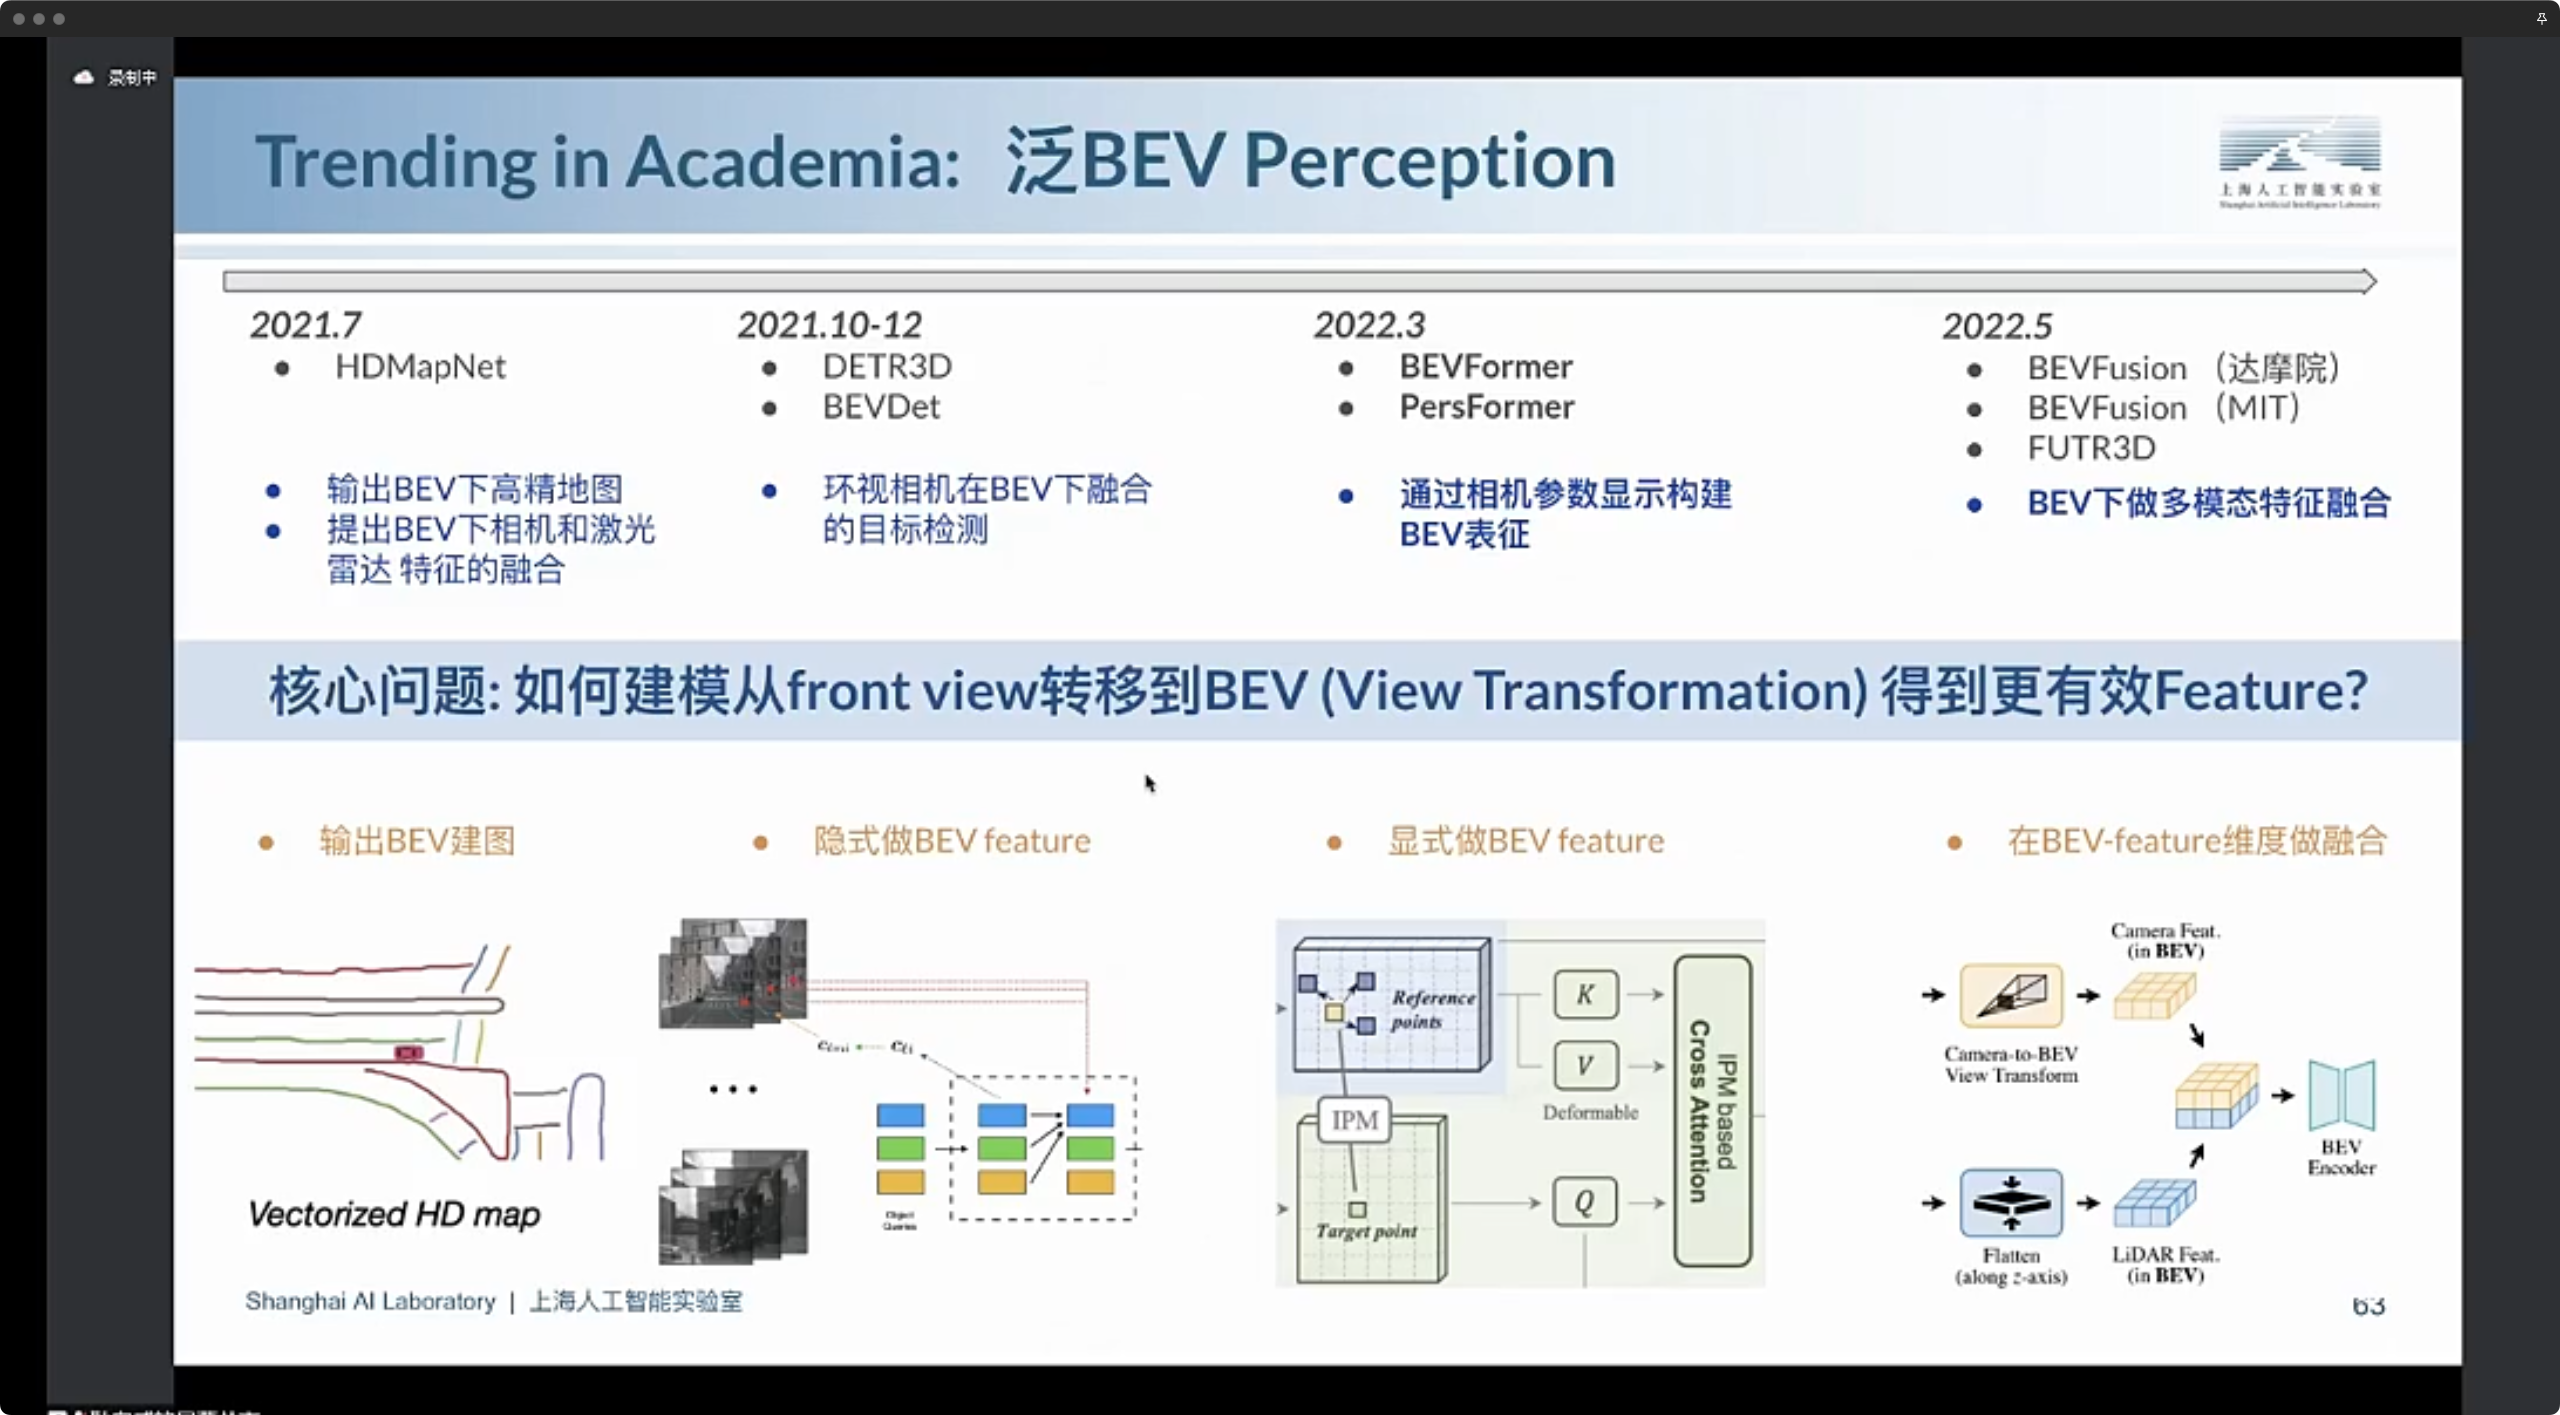 录制中
Trending in Academia: 泛BEV Perception
上海人工智能实验室
Shanghai Artificial Intelligence Laboratory
2021.7
● HDMapNet
● 输出BEV下高精地图
● 提出BEV下相机和激光
雷达 特征的融合
2021.10-12
● DETR3D
● BEVDet
● 环视相机在BEV下融合
的目标检测
2022.3
● BEVFormer
● PersFormer
● 通过相机参数显示构建
BEV表征
2022.5
● BEVFusion （达摩院）
● BEVFusion （MIT）
● FUTR3D
● BEV下做多模态特征融合
核心问题: 如何建模从front view转移到BEV (View Transformation) 得到更有效Feature?
● 输出BEV建图
Vectorized HD map
● 隐式做BEV feature
Object
Queries
● 显式做BEV feature
Reference
points
IPM
Target point
K
V
Deformable
Q
IPM based
Cross Attention
● 在BEV-feature维度做融合
Camera Feat.
(in BEV)
Camera-to-BEV
View Transform
BEV
Encoder
Flatten
(along z-axis)
LiDAR Feat.
(in BEV)
Shanghai AI Laboratory | 上海人工智能实验室
63